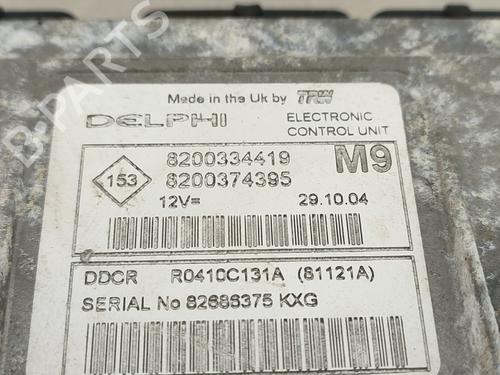 Made in the Uk by TRW
DELPHI
ELECTRONIC
CONTROL UNIT
153
8200334419
8200374395
M9
12V= 29.10.04
DDCR R0410C131A (81121A)
SERIAL No 82686375 KXG
B-Parts